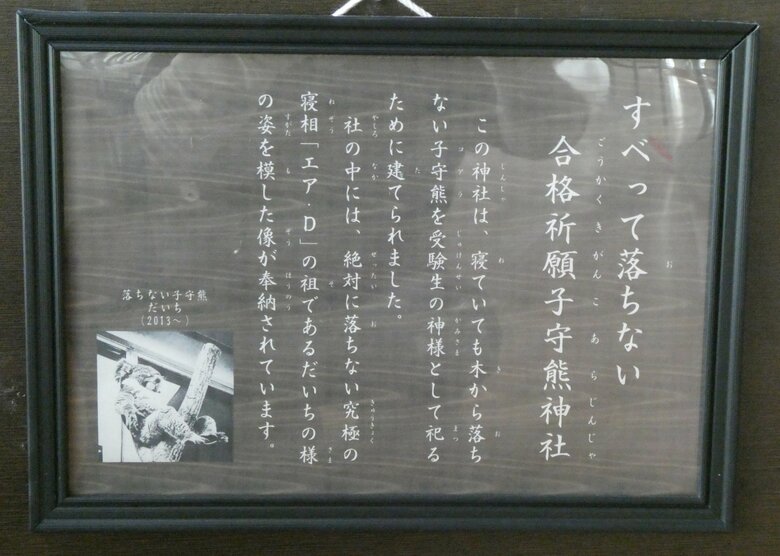 すべって落ちない
合格祈願子守熊神社
この神社は、寝ていても木から落ち
ない子守熊を受験生の神様として祀る
ために建てられました。
社の中には、絶対に落ちない究極の
寝相「エア・D」の祖であるだいちの様
の姿を模した像が奉納されています。
落ちない子守熊
だいち
(2013～)